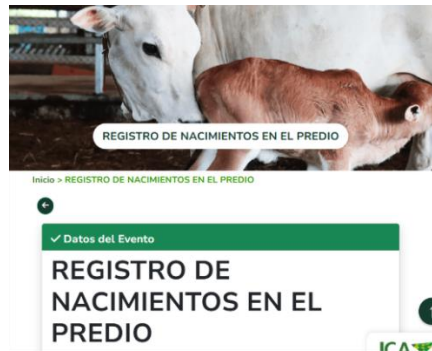 REGISTRO DE NACIMIENTOS EN EL PREDIO
Inicio > REGISTRO DE NACIMIENTOS EN EL PREDIO
✓ Datos del Evento
REGISTRO DE
NACIMIENTOS EN EL
PREDIO
ICA